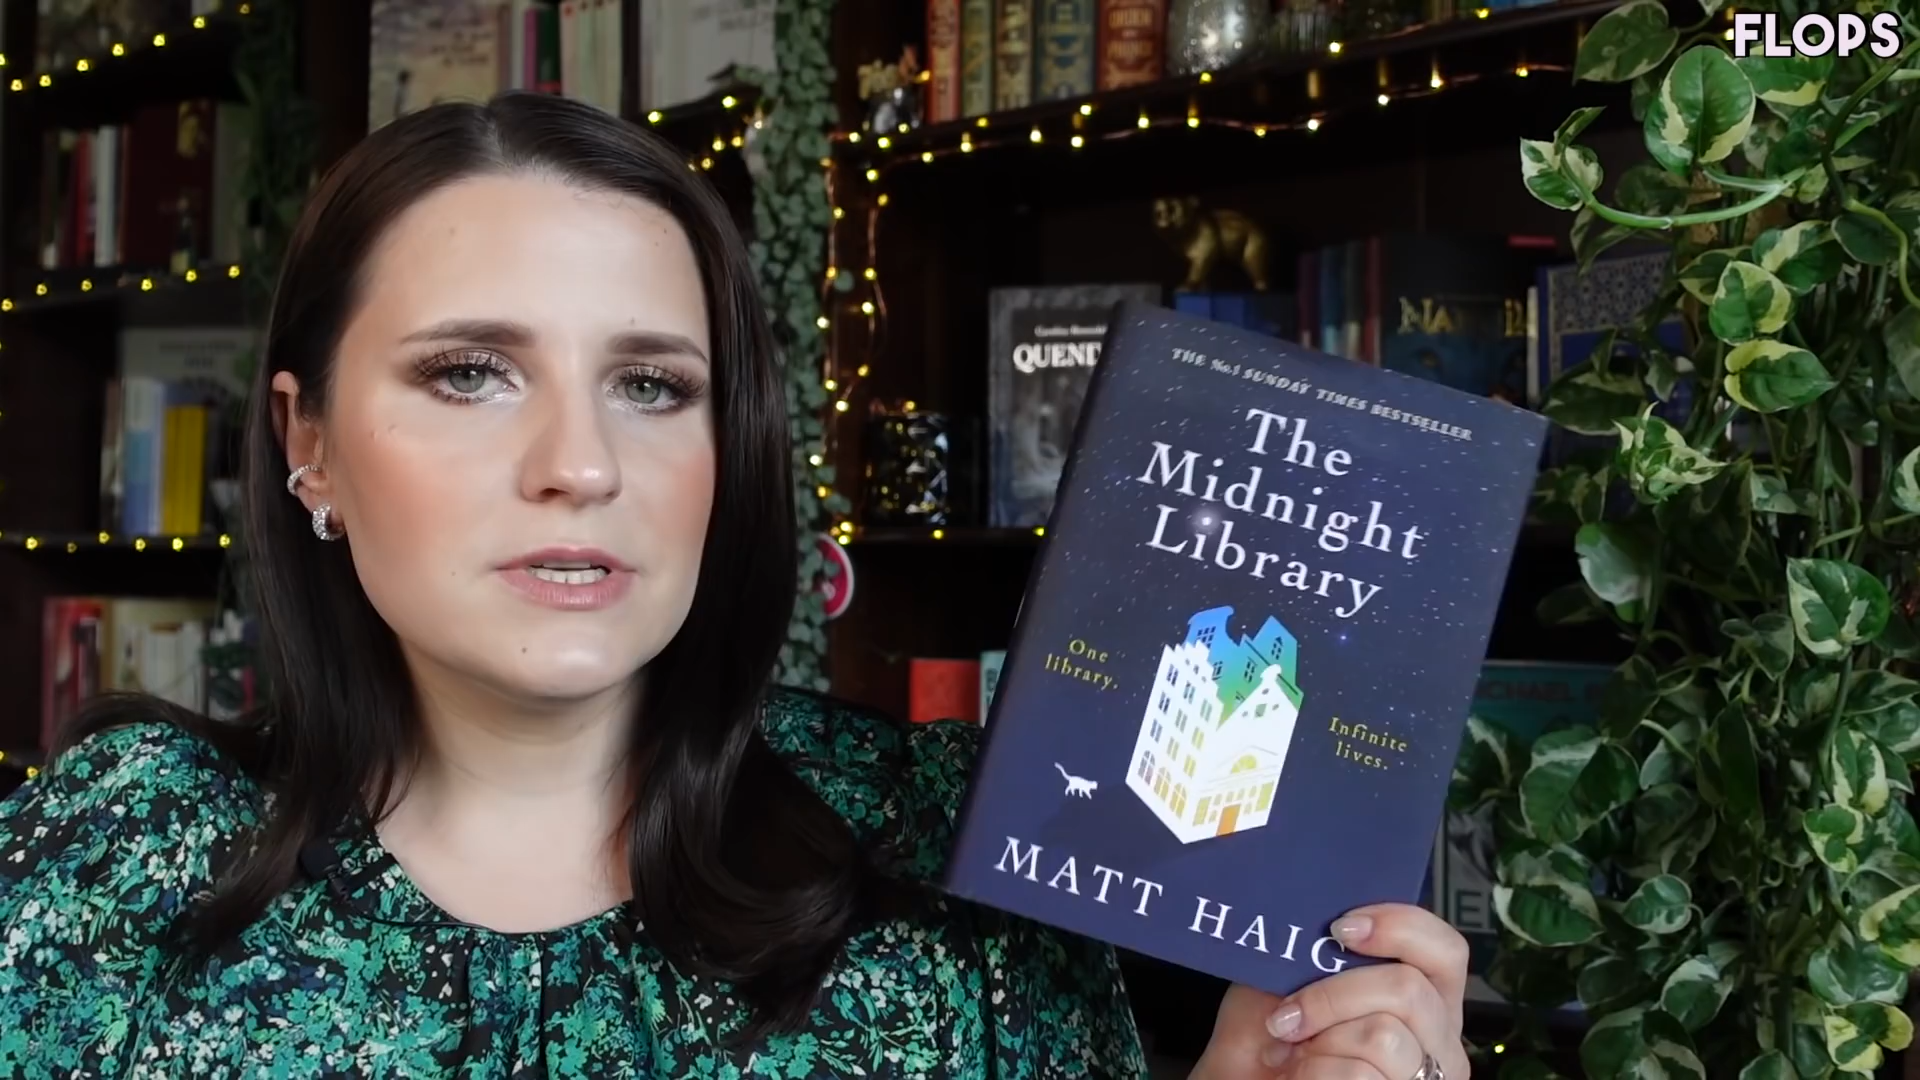 FLOPS
QUEND
THE No.1 SUNDAY TIMES BESTSELLER
The
Midnight
Library
One
library.
Infinite
lives.
MATT HAIG